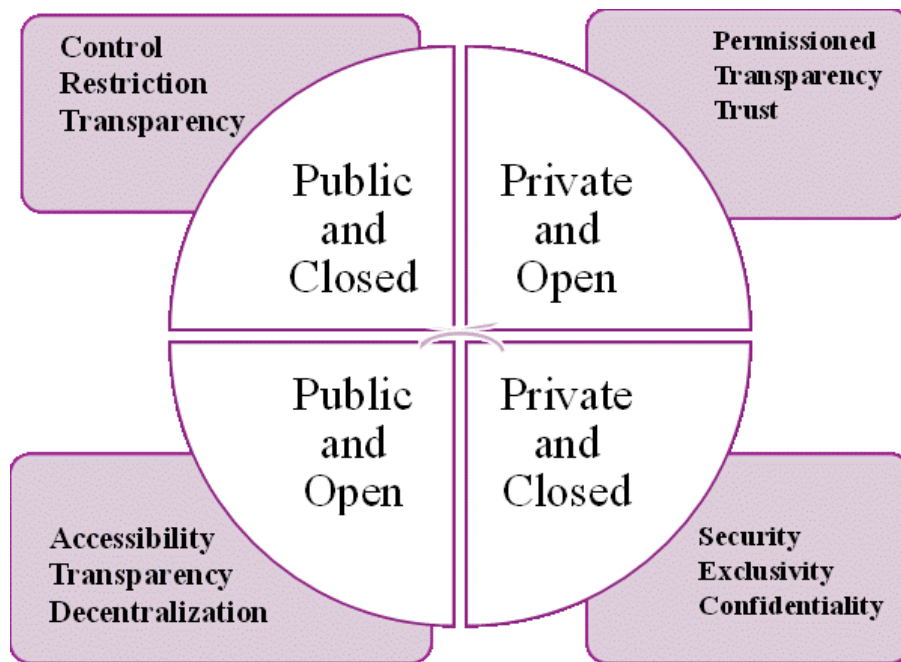 Control
Restriction
Transparency
Permissioned
Transparency
Trust
Public
and
Closed
Private
and
Open
Public
and
Open
Private
and
Closed
Accessibility
Transparency
Decentralization
Security
Exclusivity
Confidentiality